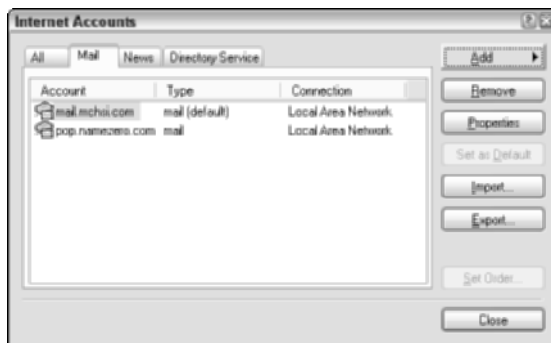 Internet Accounts
All Mail News Directory Service
Add
Account Type Connection
Remove
mail.mchsi.com mail (default) Local Area Network
pop.namezero.com mail Local Area Network
Properties
Set as Default
Import...
Export...
Set Order...
Close